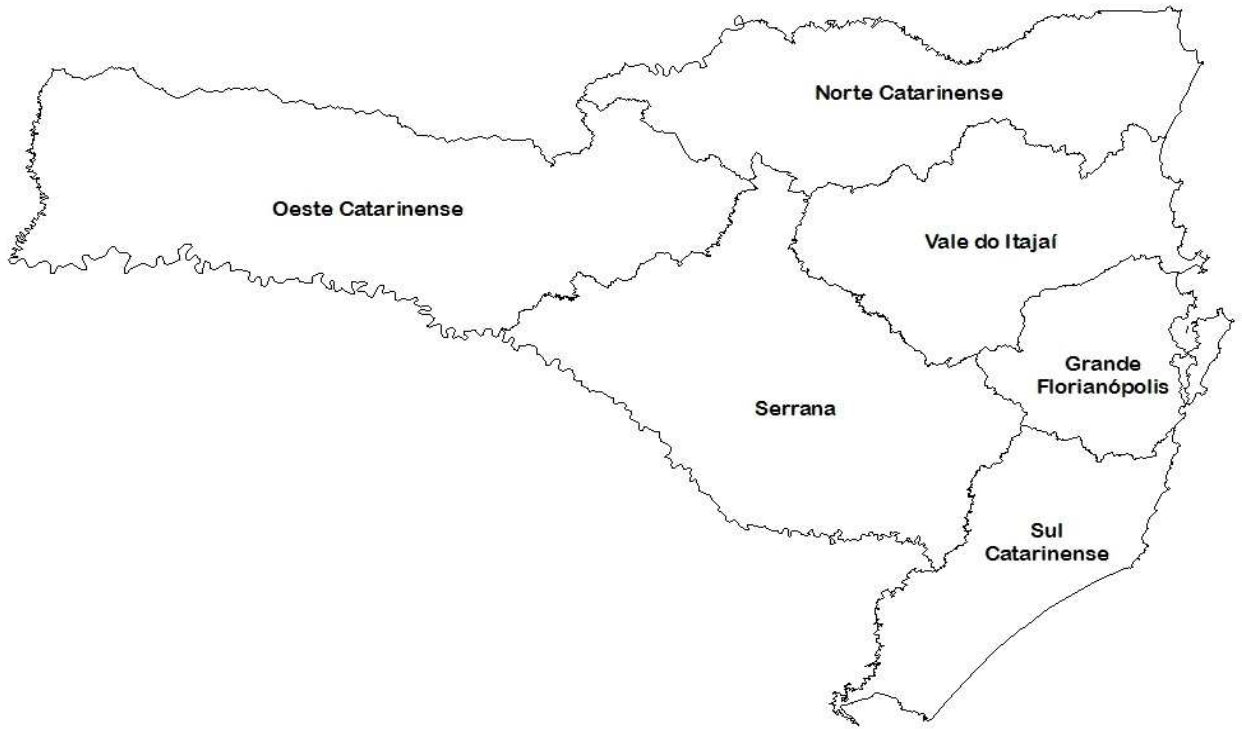 Norte Catarinense
Oeste Catarinense
Vale do Itajaí
Grande
Florianópolis
Serrana
Sul
Catarinense